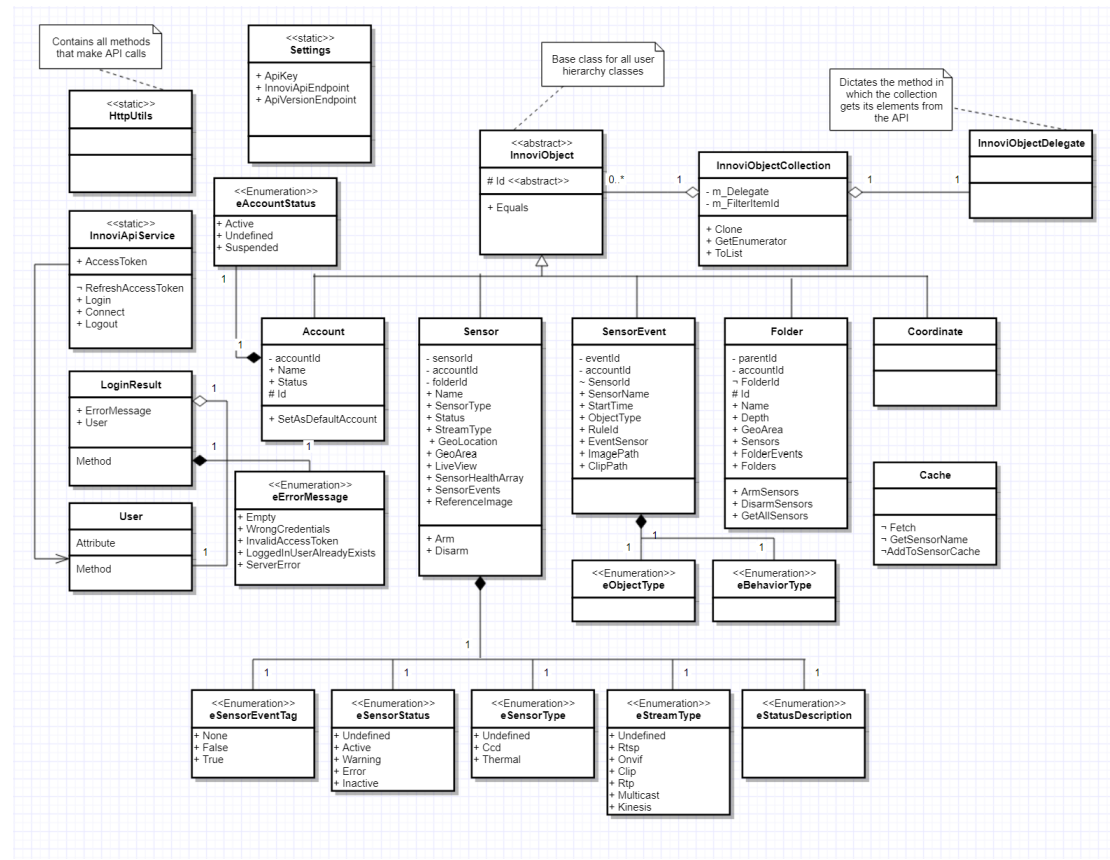 Contains all methods
that make API calls
<<static>>
HttpUtils
<<static>>
Settings
+ ApiKey
+ InnoviApiEndpoint
+ ApiVersionEndpoint
Base class for all user
hierarchy classes
Dictates the method in
which the collection
gets its elements from
the API
<<abstract>>
InnoviObject
# Id <<abstract>>
+ Equals
0..*
1
InnoviObjectCollection
- m_Delegate
- m_FilterItemId
+ Clone
+ GetEnumerator
+ ToList
1
1
InnoviObjectDelegate
<<Enumeration>>
eAccountStatus
+ Active
+ Undefined
+ Suspended
1
1
<<static>>
InnoviApiService
+ AccessToken
¬ RefreshAccessToken
+ Login
+ Connect
+ Logout
Account
- accountId
+ Name
+ Status
# Id
+ SetAsDefaultAccount
1
Sensor
- sensorId
- accountId
- folderId
+ Name
+ SensorType
+ Status
+ StreamType
+ GeoLocation
+ GeoArea
+ LiveView
+ SensorHealthArray
+ SensorEvents
+ ReferenceImage
+ Arm
+ Disarm
SensorEvent
- eventId
- accountId
~ SensorId
+ SensorName
+ StartTime
+ ObjectType
+ RuleId
+ EventSensor
+ ImagePath
+ ClipPath
Folder
- parentId
- accountId
¬ FolderId
# Id
+ Name
+ Depth
+ GeoArea
+ Sensors
+ FolderEvents
+ Folders
+ ArmSensors
+ DisarmSensors
+ GetAllSensors
Coordinate
LoginResult
+ ErrorMessage
+ User
Method
1
1
<<Enumeration>>
eErrorMessage
+ Empty
+ WrongCredentials
+ InvalidAccessToken
+ LoggedInUserAlreadyExists
+ ServerError
User
Attribute
Method
1
Cache
¬ Fetch
¬ GetSensorName
¬AddToSensorCache
1
1
1
<<Enumeration>>
eObjectType
<<Enumeration>>
eBehaviorType
1
1
1
1
1
1
<<Enumeration>>
eSensorEventTag
+ None
+ False
+ True
<<Enumeration>>
eSensorStatus
+ Undefined
+ Active
+ Warning
+ Error
+ Inactive
<<Enumeration>>
eSensorType
+ Undefined
+ Ccd
+ Thermal
<<Enumeration>>
eStreamType
+ Undefined
+ Rtsp
+ Onvif
+ Clip
+ Rtp
+ Multicast
+ Kinesis
<<Enumeration>>
eStatusDescription